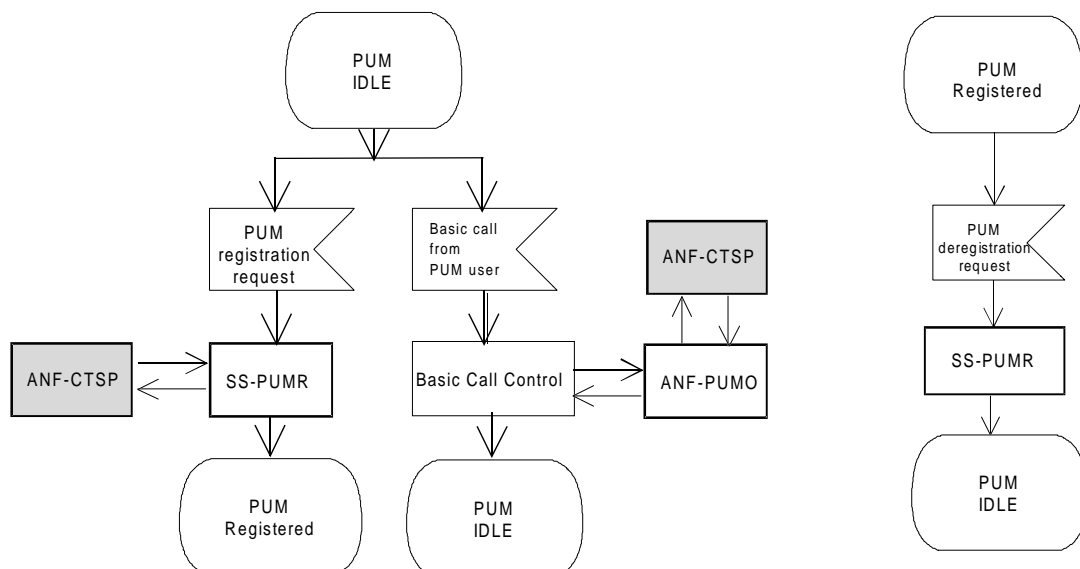 PUM
IDLE
PUM
Registered
PUM
registration
request
Basic call
from
PUM user
ANF-CTSP
PUM
deregistration
request
ANF-CTSP
SS-PUMR
Basic Call Control
ANF-PUMO
SS-PUMR
PUM
Registered
PUM
IDLE
PUM
IDLE